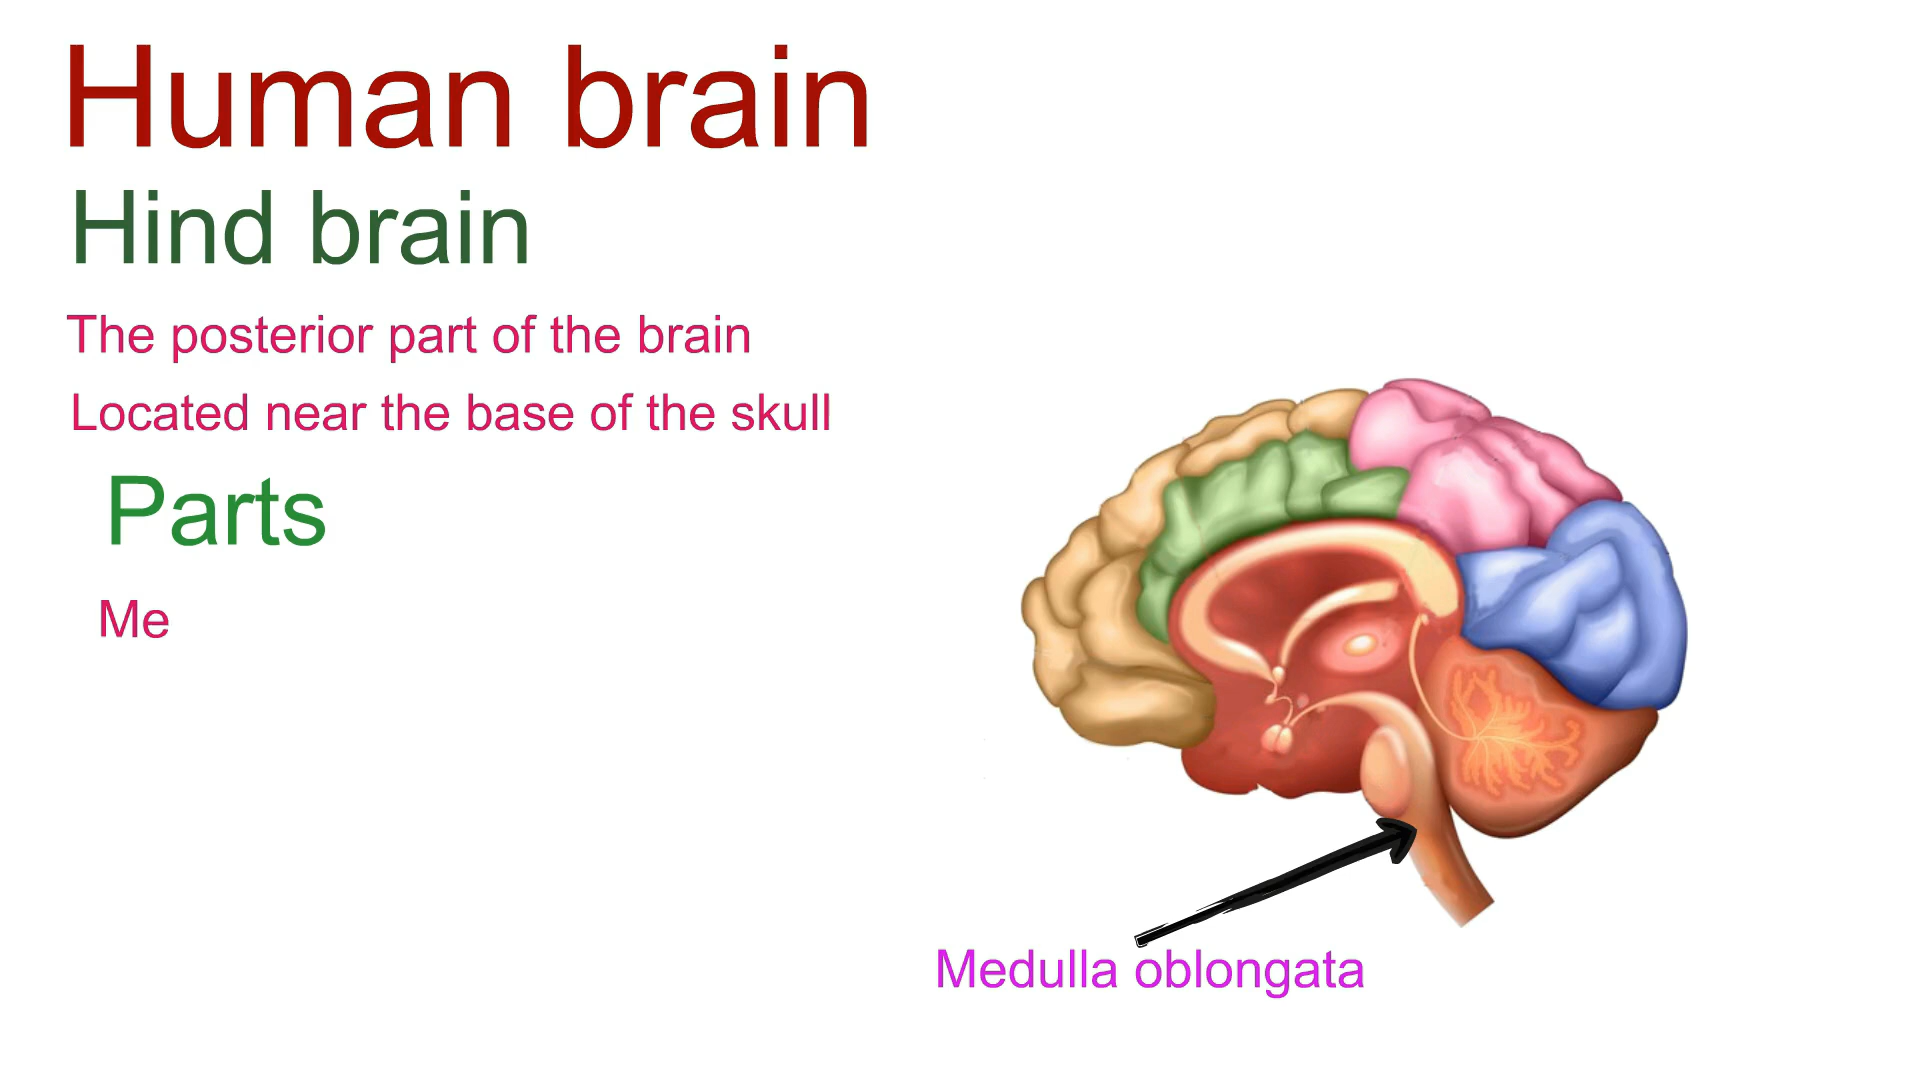 Human brain
Hind brain
The posterior part of the brain
Located near the base of the skull
Parts
Me
Medulla oblongata